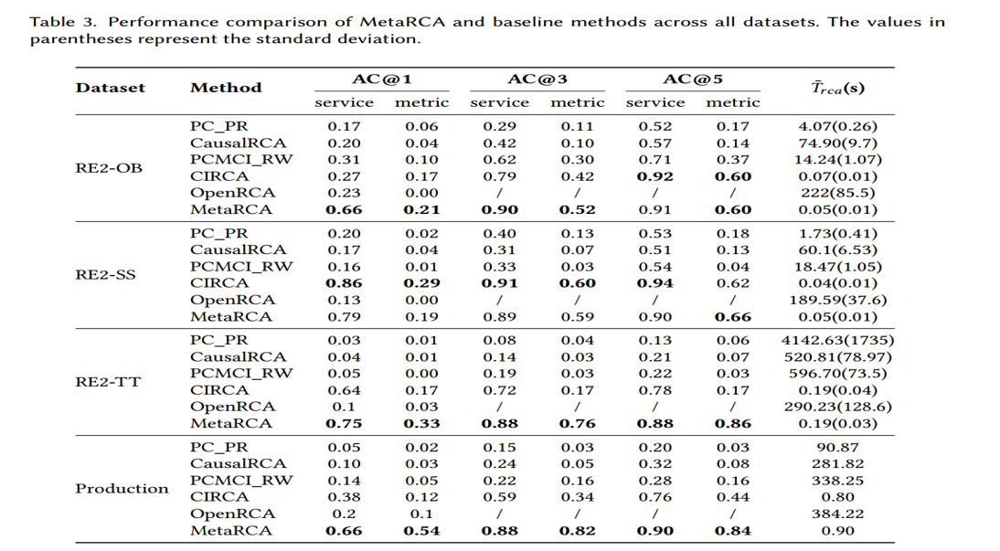 Table 3. Performance comparison of MetaRCA and baseline methods across all datasets. The values in
parentheses represent the standard deviation.
Dataset Method AC@1 AC@3 AC@5 T̄rca(s)
service metric service metric service metric
RE2-OB
PC_PR 0.17 0.06 0.29 0.11 0.52 0.17 4.07(0.26)
CausalRCA 0.20 0.04 0.42 0.10 0.57 0.14 74.90(9.7)
PCMCI_RW 0.31 0.10 0.62 0.30 0.71 0.37 14.24(1.07)
CIRCA 0.27 0.17 0.79 0.42 0.92 0.60 0.07(0.01)
OpenRCA 0.23 0.00 / / / / 222(85.5)
MetaRCA 0.66 0.21 0.90 0.52 0.91 0.60 0.05(0.01)
RE2-SS
PC_PR 0.20 0.02 0.40 0.13 0.53 0.18 1.73(0.41)
CausalRCA 0.17 0.04 0.31 0.07 0.51 0.13 60.1(6.53)
PCMCI_RW 0.16 0.01 0.33 0.03 0.54 0.04 18.47(1.05)
CIRCA 0.86 0.29 0.91 0.60 0.94 0.62 0.04(0.01)
OpenRCA 0.13 0.00 / / / / 189.59(37.6)
MetaRCA 0.79 0.19 0.89 0.59 0.90 0.66 0.05(0.01)
RE2-TT
PC_PR 0.03 0.01 0.08 0.04 0.13 0.06 4142.63(1735)
CausalRCA 0.04 0.01 0.14 0.03 0.21 0.07 520.81(78.97)
PCMCI_RW 0.05 0.00 0.19 0.03 0.22 0.03 596.70(73.5)
CIRCA 0.64 0.17 0.72 0.17 0.78 0.17 0.19(0.04)
OpenRCA 0.1 0.03 / / / / 290.23(128.6)
MetaRCA 0.75 0.33 0.88 0.76 0.88 0.86 0.19(0.03)
Production
PC_PR 0.05 0.02 0.15 0.03 0.20 0.03 90.87
CausalRCA 0.10 0.03 0.24 0.05 0.32 0.08 281.82
PCMCI_RW 0.14 0.05 0.22 0.16 0.28 0.16 338.25
CIRCA 0.38 0.12 0.59 0.34 0.76 0.44 0.80
OpenRCA 0.2 0.1 / / / / 384.22
MetaRCA 0.66 0.54 0.88 0.82 0.90 0.84 0.90